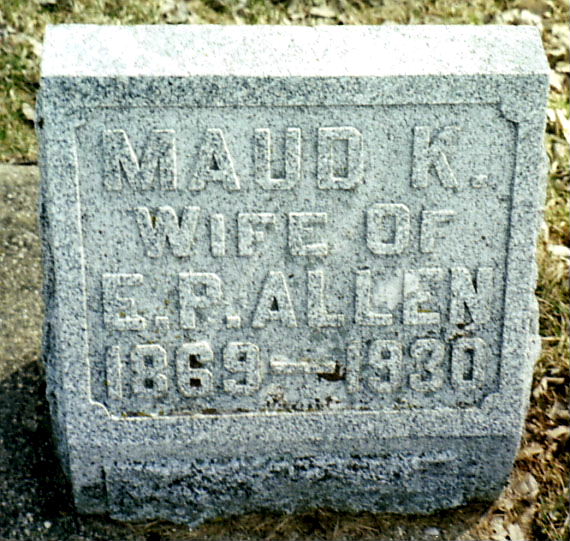 MAUD K.
WIFE OF
E. P. ALLEN
1869—1930